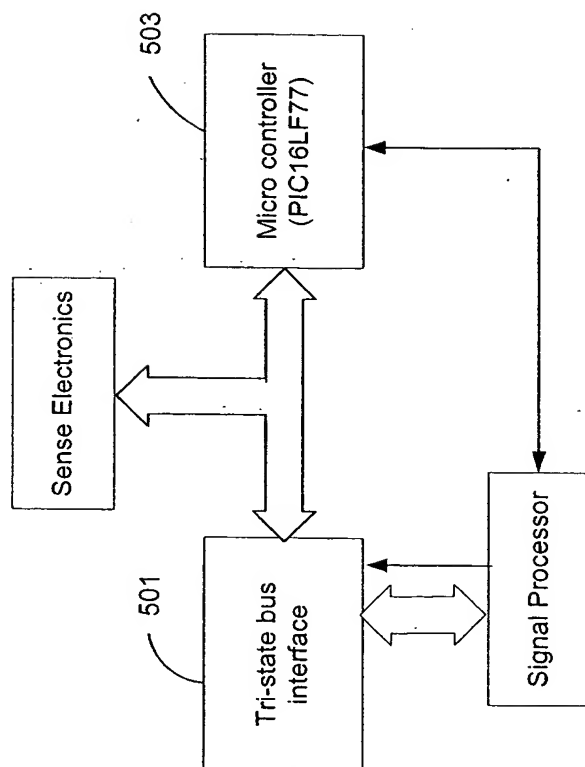 Sense Electronics
501
503
Tri-state bus
interface
Micro controller
(PIC16LF77)
Signal Processor